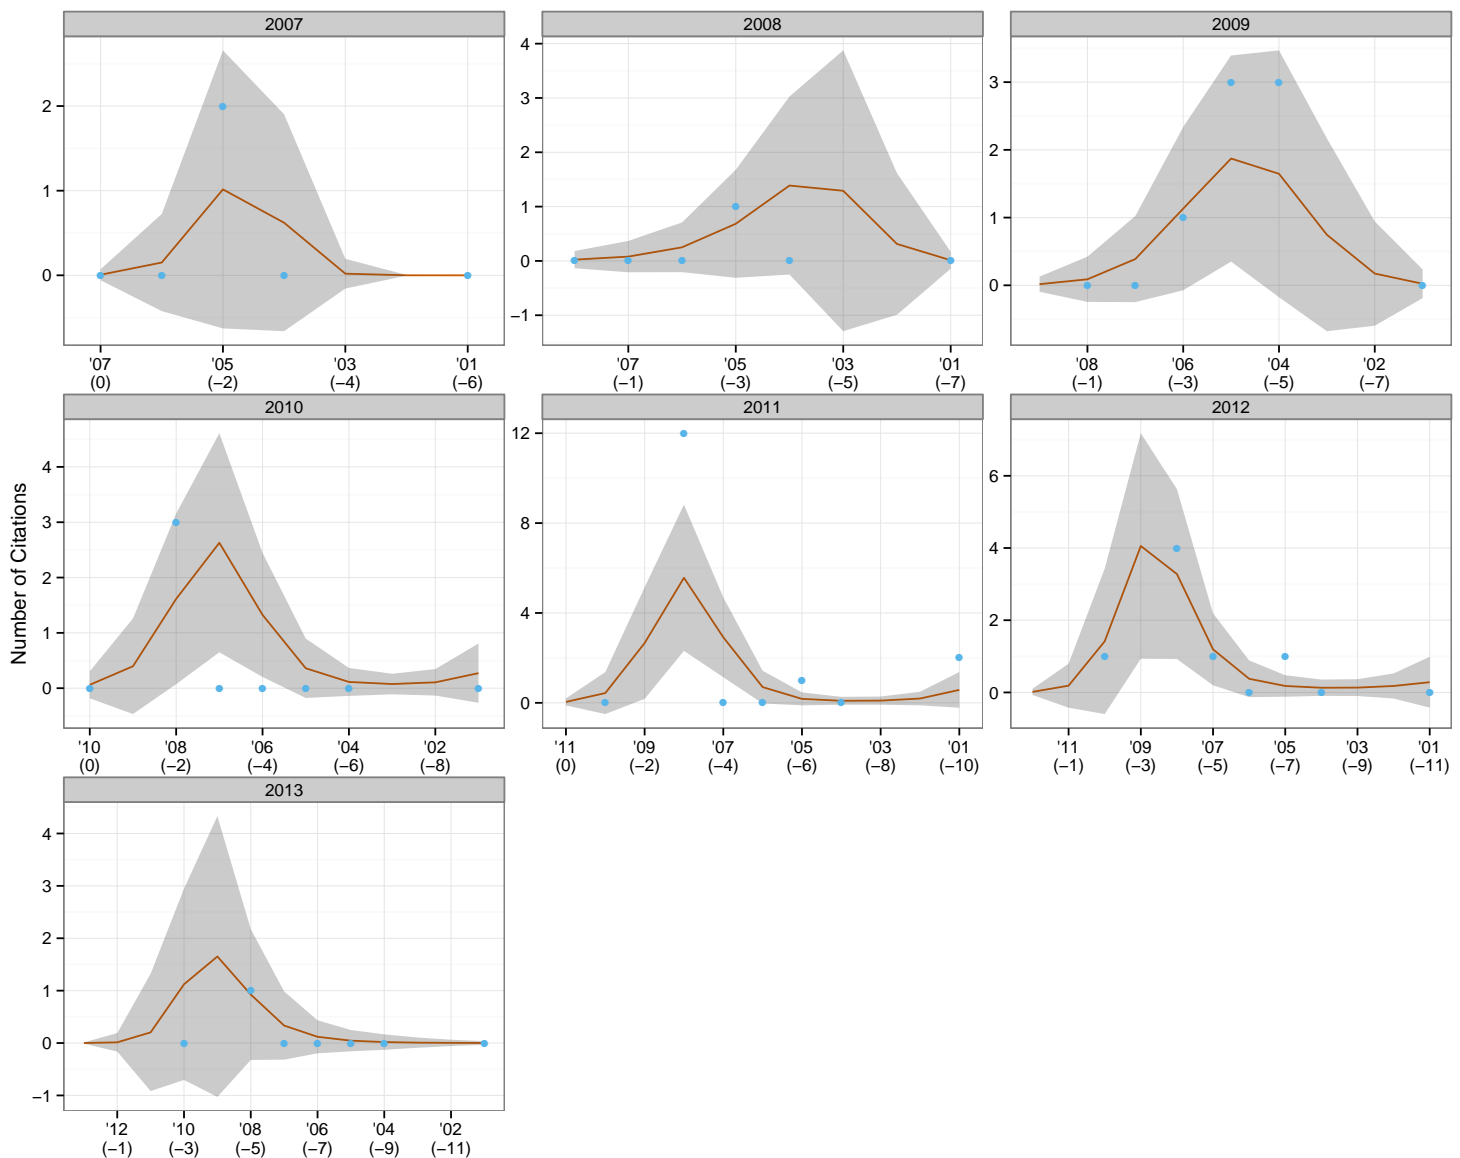 2007
2008
2009
2
1
0
'07 '05 '03 '01
(0) (−2) (−4) (−6)
4
3
2
1
0
−1
'07 '05 '03 '01
(−1) (−3) (−5) (−7)
3
2
1
0
'08 '06 '04 '02
(−1) (−3) (−5) (−7)
Number of Citations
2010
2011
2012
4
3
2
1
0
'10 '08 '06 '04 '02
(0) (−2) (−4) (−6) (−8)
12
8
4
0
'11 '09 '07 '05 '03 '01
(0) (−2) (−4) (−6) (−8) (−10)
6
4
2
0
'11 '09 '07 '05 '03 '01
(−1) (−3) (−5) (−7) (−9) (−11)
2013
4
3
2
1
0
−1
'12 '10 '08 '06 '04 '02
(−1) (−3) (−5) (−7) (−9) (−11)